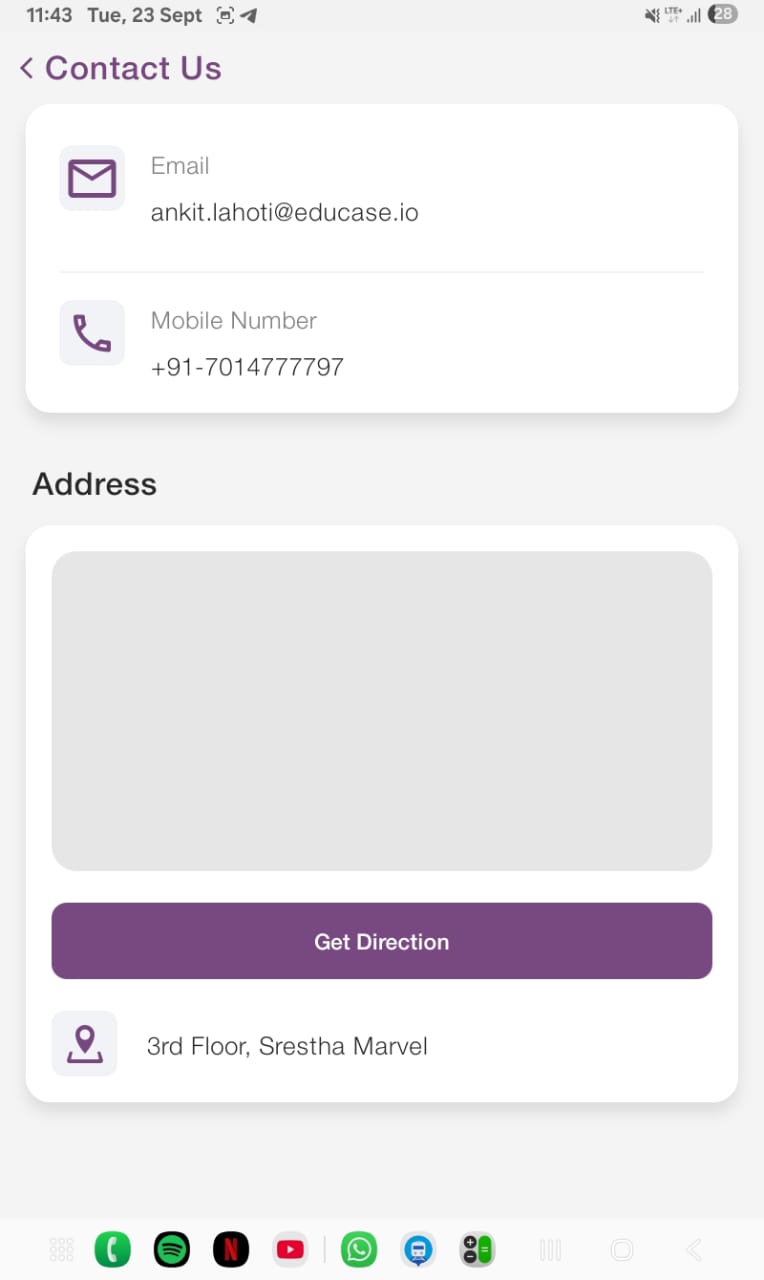 11:43 Tue, 23 Sept LTE+ 28
Contact Us
Email
ankit.lahoti@educase.io
Mobile Number
+91-7014777797
Address
Get Direction
3rd Floor, Srestha Marvel